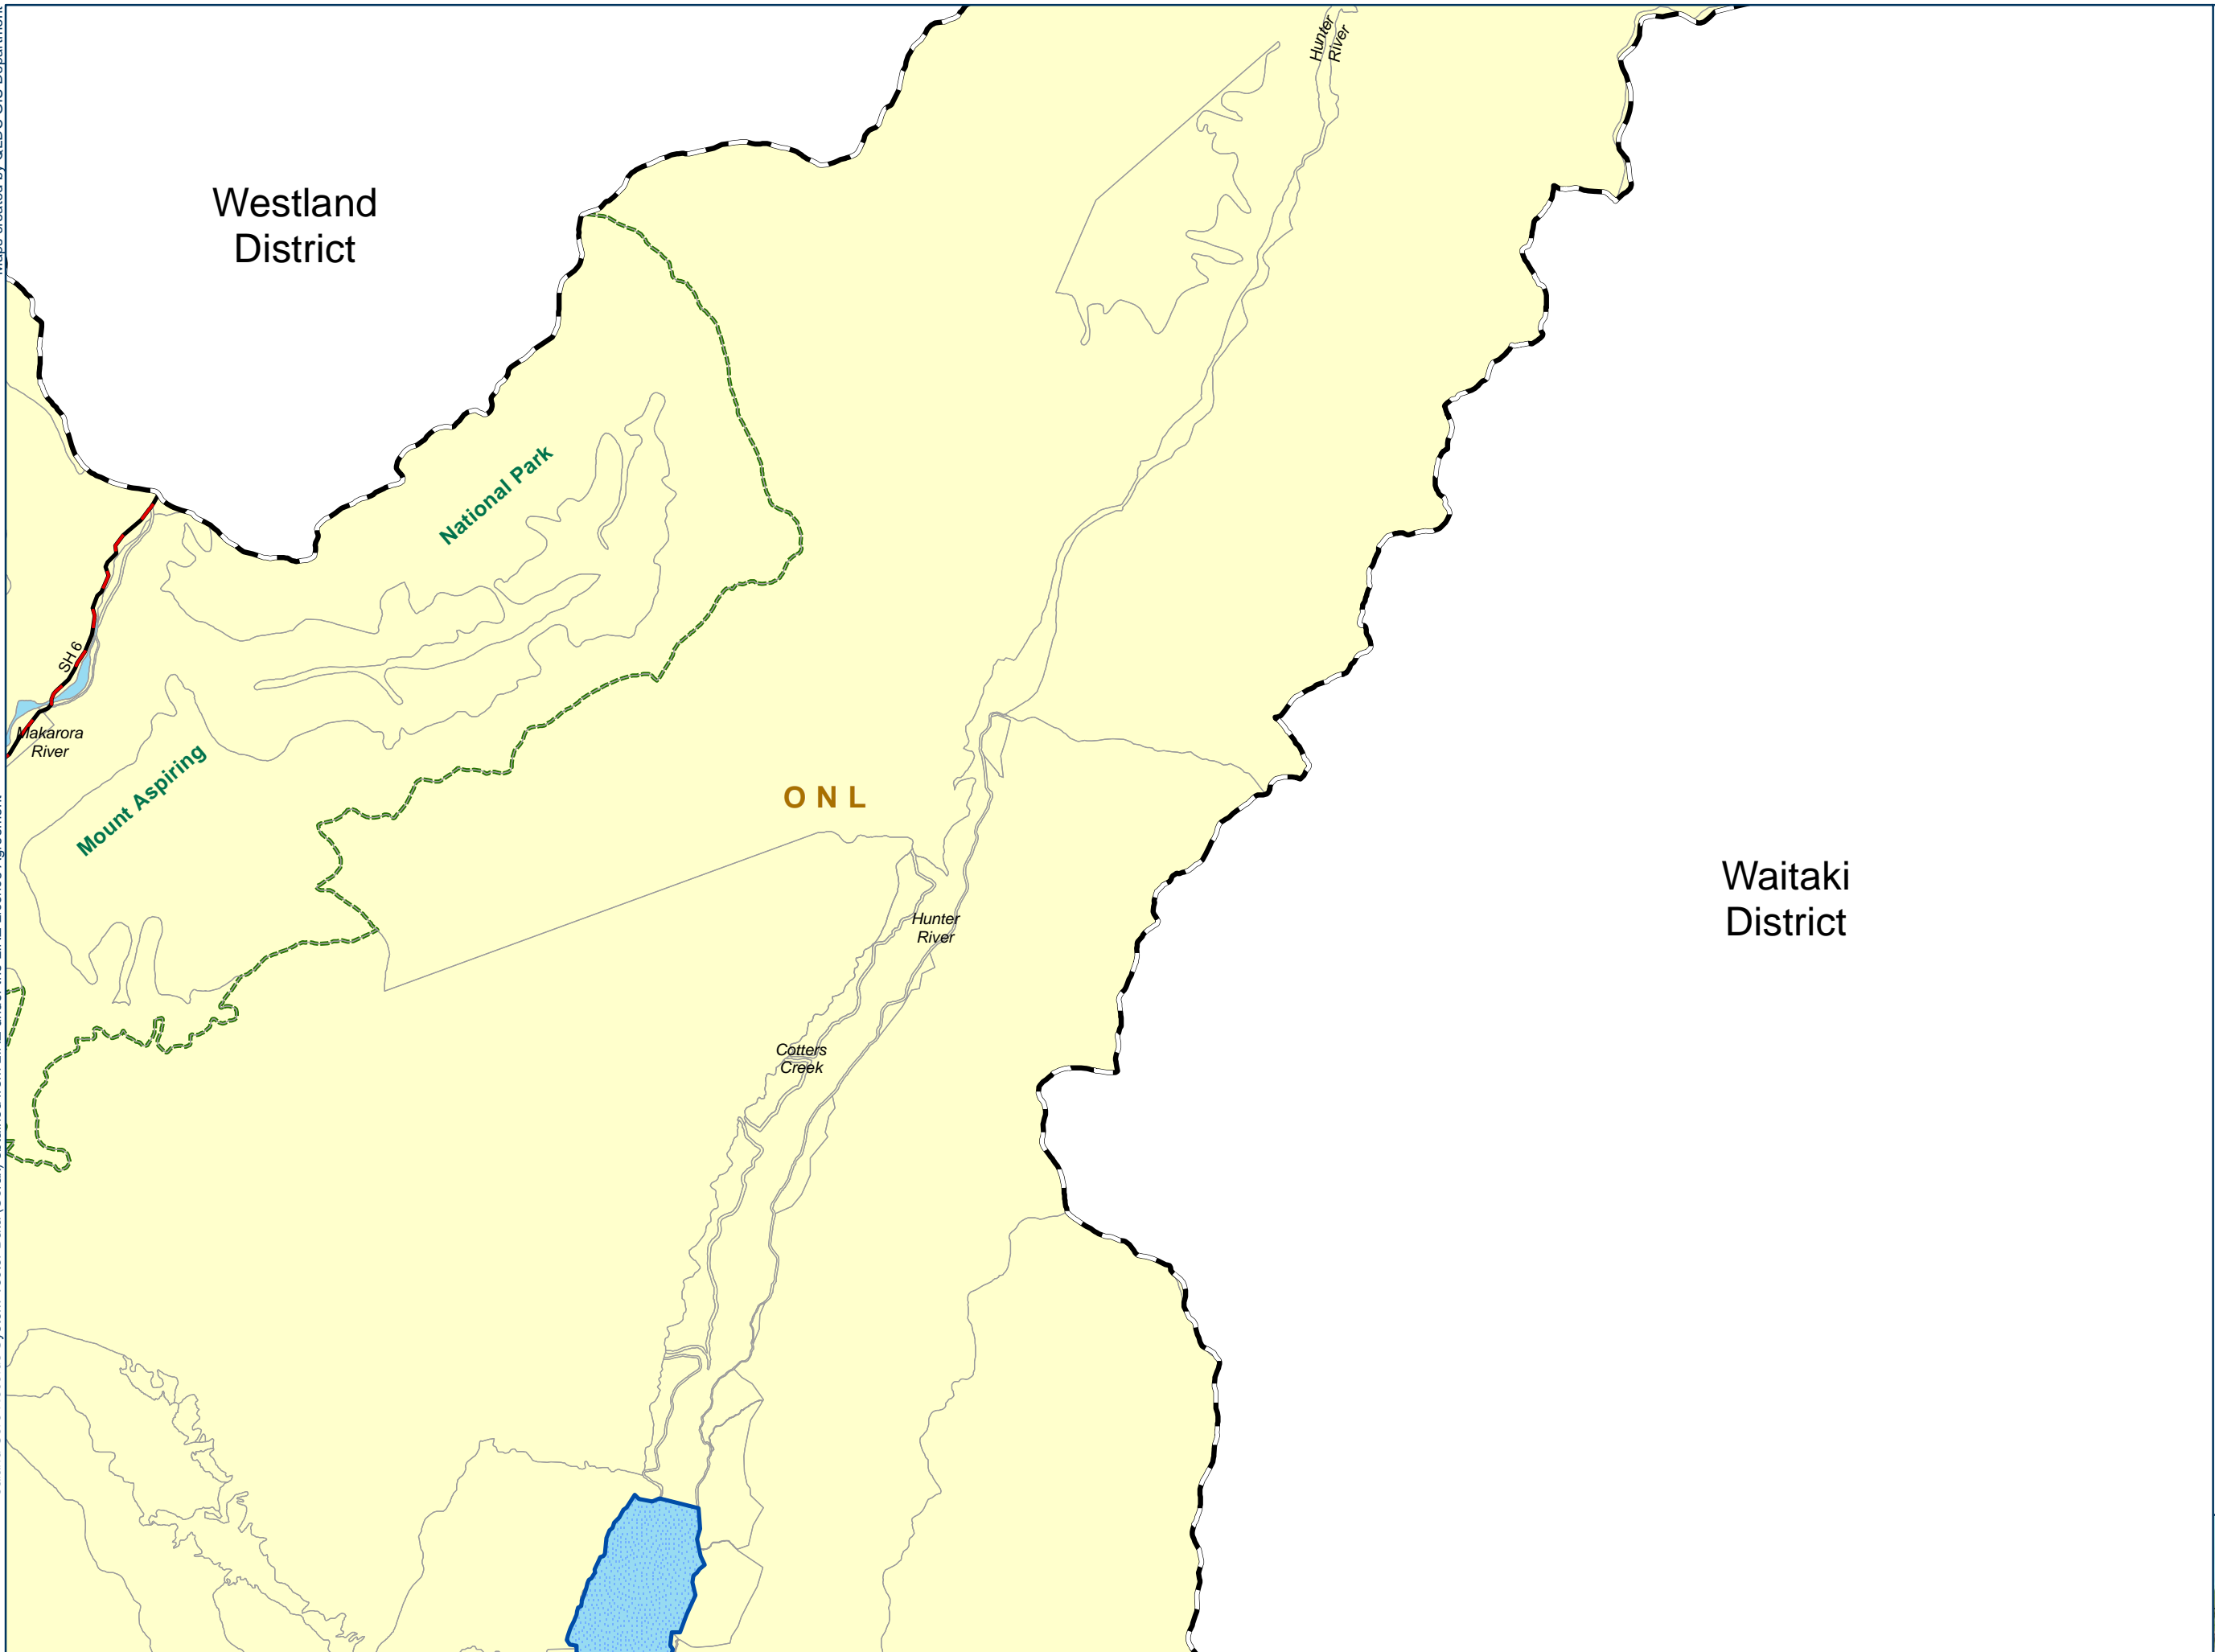 Hunter
River
Westland
District
National Park
SH 6
Makarora
River
Mount Aspiring
O N L
Waitaki
District
Hunter
River
Cotters
Creek